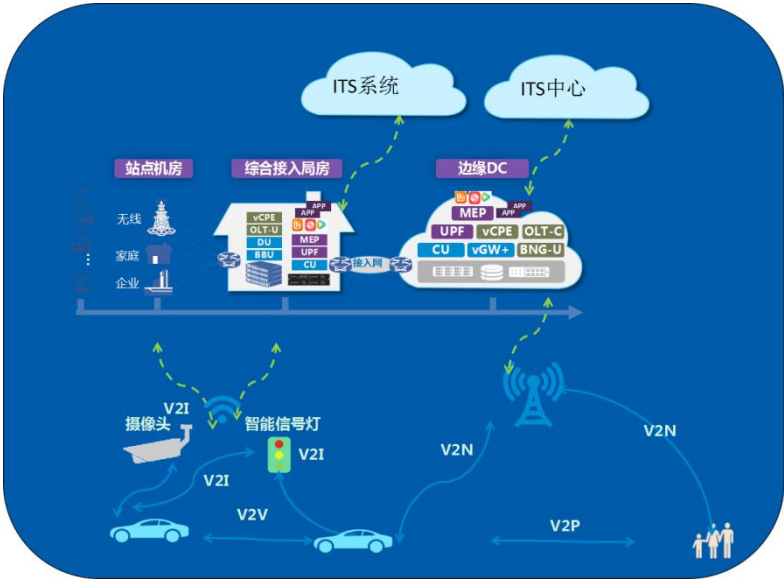 ITS系统
ITS中心
站点机房
综合接入局房
边缘DC
无线
家庭
企业
vCPE
OLT-U
DU
BBU
APP
APP
MEP
UPF
CU
接入网
MEP
APP
APP
UPF vCPE OLT-C
CU vGW+ BNG-U
V2I
摄像头
智能信号灯
V2I
V2I
V2V
V2N
V2N
V2P